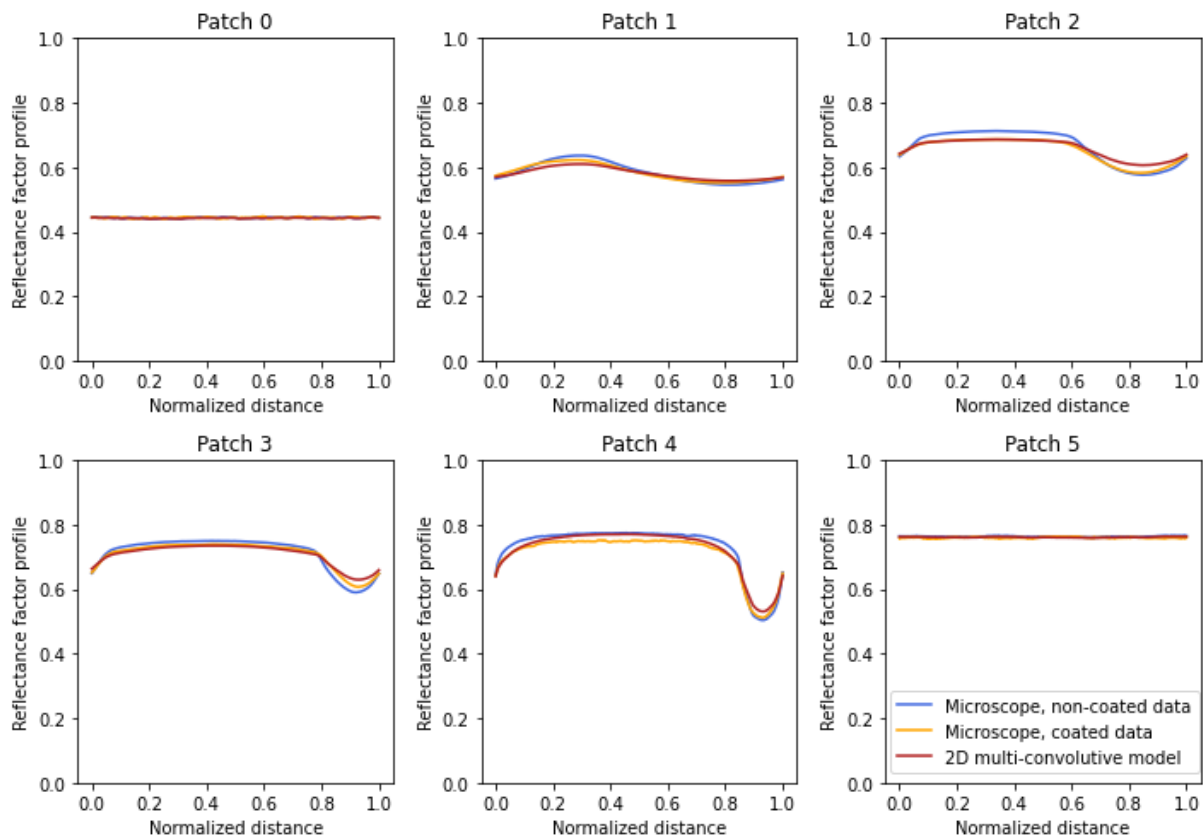 Patch 0
Reflectance factor profile
1.0
0.8
0.6
0.4
0.2
0.0
0.0 0.2 0.4 0.6 0.8 1.0
Normalized distance
Patch 1
Reflectance factor profile
1.0
0.8
0.6
0.4
0.2
0.0
0.0 0.2 0.4 0.6 0.8 1.0
Normalized distance
Patch 2
Reflectance factor profile
1.0
0.8
0.6
0.4
0.2
0.0
0.0 0.2 0.4 0.6 0.8 1.0
Normalized distance
Patch 3
Reflectance factor profile
1.0
0.8
0.6
0.4
0.2
0.0
0.0 0.2 0.4 0.6 0.8 1.0
Normalized distance
Patch 4
Reflectance factor profile
1.0
0.8
0.6
0.4
0.2
0.0
0.0 0.2 0.4 0.6 0.8 1.0
Normalized distance
Patch 5
Reflectance factor profile
1.0
0.8
0.6
0.4
0.2
0.0
Microscope, non-coated data
Microscope, coated data
2D multi-convolutive model
0.0 0.2 0.4 0.6 0.8 1.0
Normalized distance